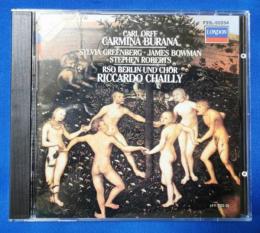 CARL ORFF
CARMINA BURANA
SYLVIA GREENBERG · JAMES BOWMAN
STEPHEN ROBERTS
RSO BERLIN UND CHOR
RICCARDO CHAILLY
LONDON